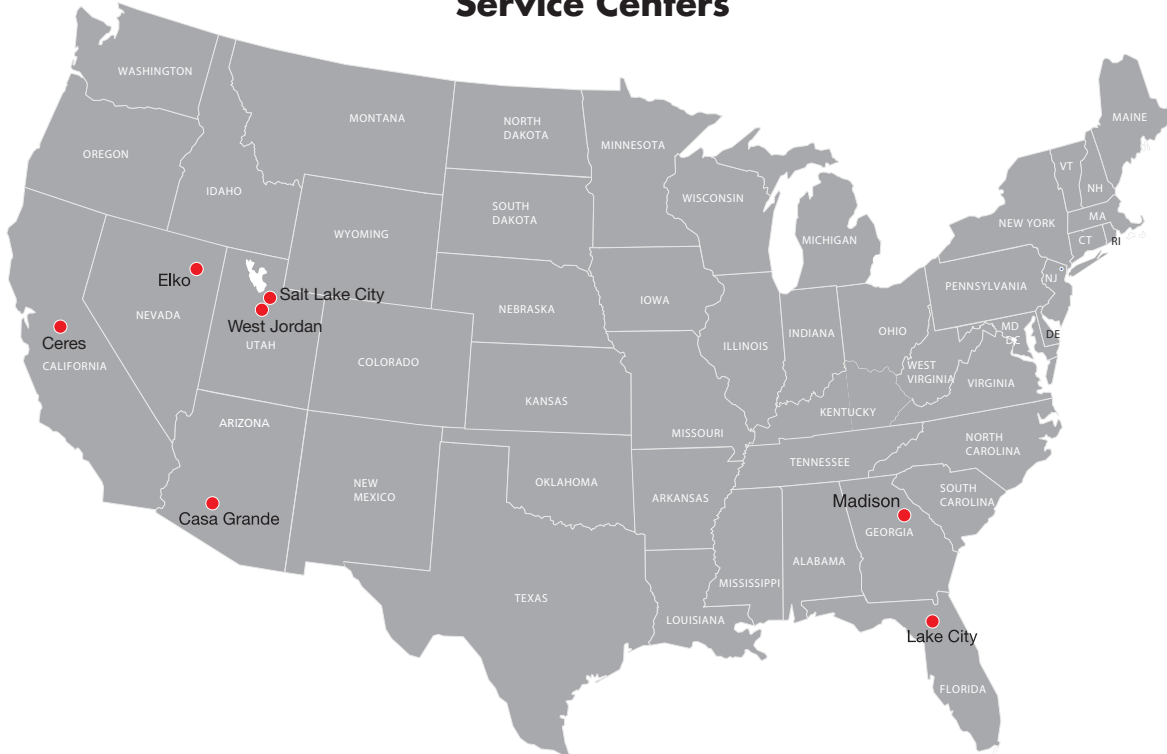 Service Centers
WASHINGTON
MONTANA
NORTH
DAKOTA
MINNESOTA
MAINE
OREGON
IDAHO
SOUTH
DAKOTA
WISCONSIN
VT
NH
NEW YORK
MA
WYOMING
MICHIGAN
CT
RI
Elko
Salt Lake City
NEVADA
West Jordan
UTAH
NEBRASKA
IOWA
PENNSYLVANIA
NJ
Ceres
CALIFORNIA
COLORADO
ILLINOIS
INDIANA
OHIO
MD
DC
DE
WEST
VIRGINIA
VIRGINIA
KANSAS
MISSOURI
KENTUCKY
ARIZONA
NORTH
CAROLINA
TENNESSEE
NEW
MEXICO
OKLAHOMA
ARKANSAS
SOUTH
CAROLINA
Casa Grande
Madison
GEORGIA
ALABAMA
MISSISSIPPI
TEXAS
LOUISIANA
Lake City
FLORIDA